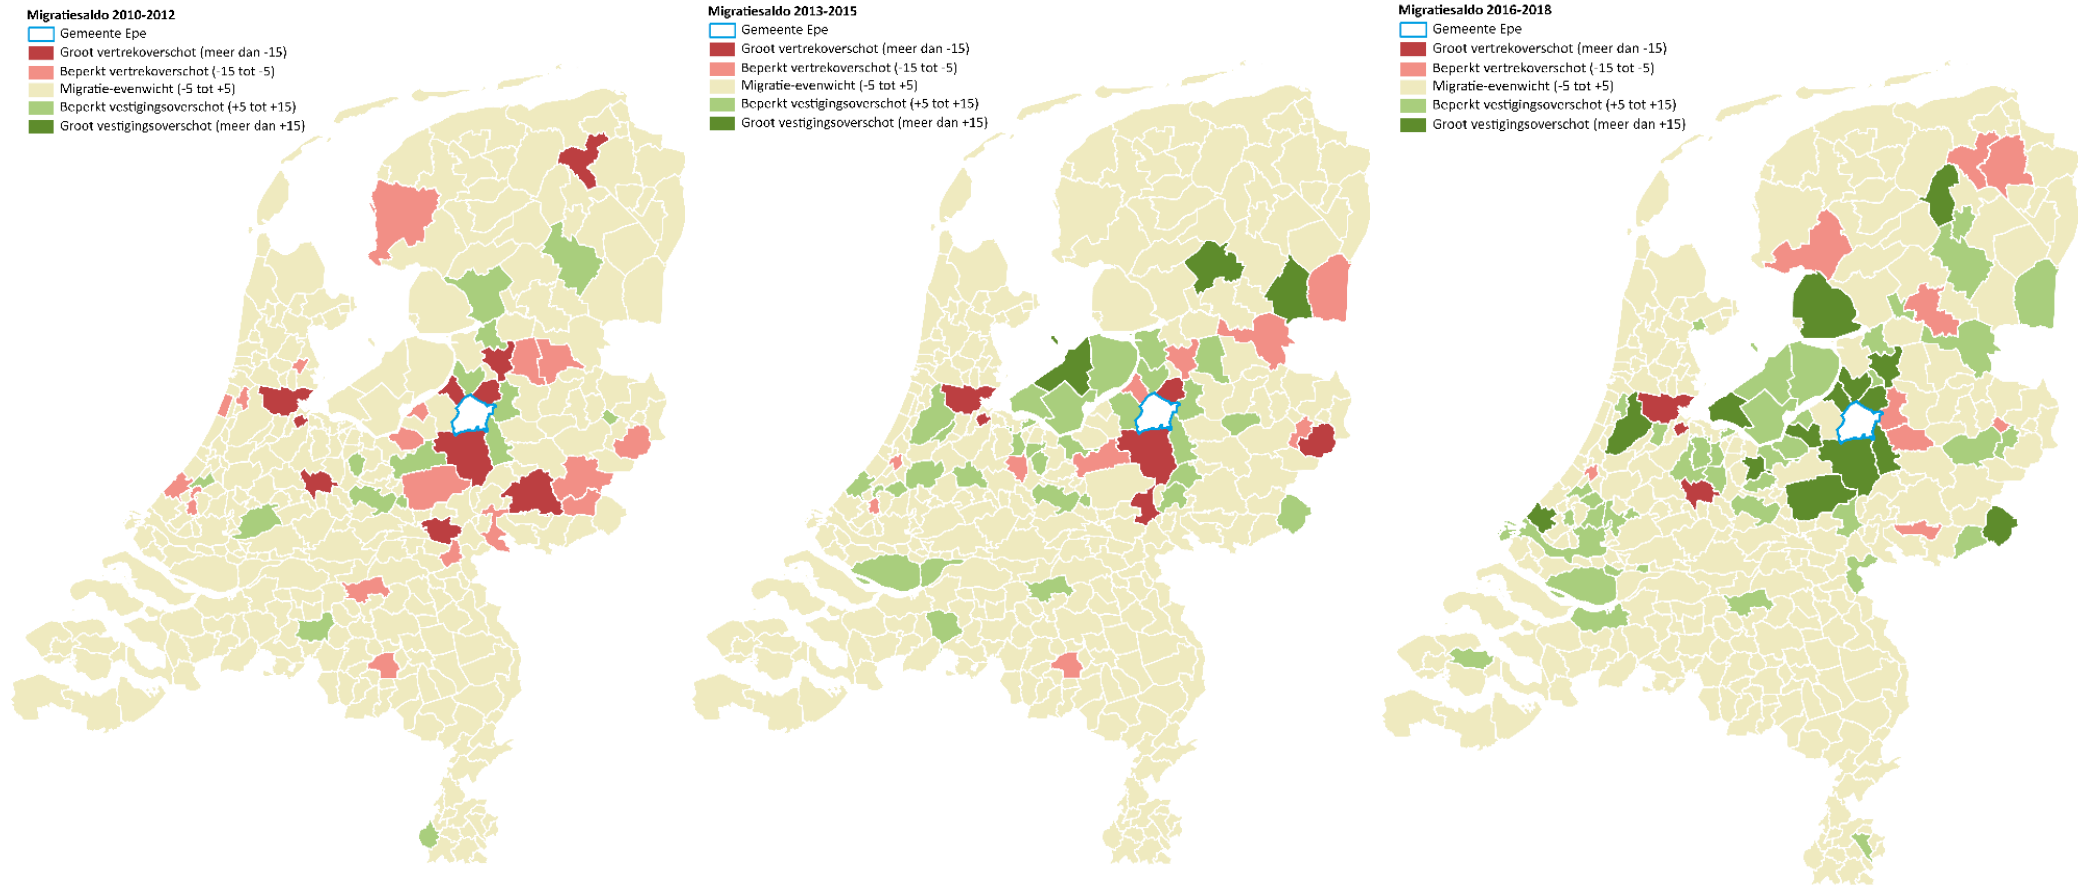 Migratiesaldo 2010-2012
Gemeente Epe
Groot vertrekoverschot (meer dan -15)
Beperkt vertrekoverschot (-15 tot -5)
Migratie-evenwicht (-5 tot +5)
Beperkt vestigingsoverschot (+5 tot +15)
Groot vestigingsoverschot (meer dan +15)
Migratiesaldo 2013-2015
Gemeente Epe
Groot vertrekoverschot (meer dan -15)
Beperkt vertrekoverschot (-15 tot -5)
Migratie-evenwicht (-5 tot +5)
Beperkt vestigingsoverschot (+5 tot +15)
Groot vestigingsoverschot (meer dan +15)
Migratiesaldo 2016-2018
Gemeente Epe
Groot vertrekoverschot (meer dan -15)
Beperkt vertrekoverschot (-15 tot -5)
Migratie-evenwicht (-5 tot +5)
Beperkt vestigingsoverschot (+5 tot +15)
Groot vestigingsoverschot (meer dan +15)